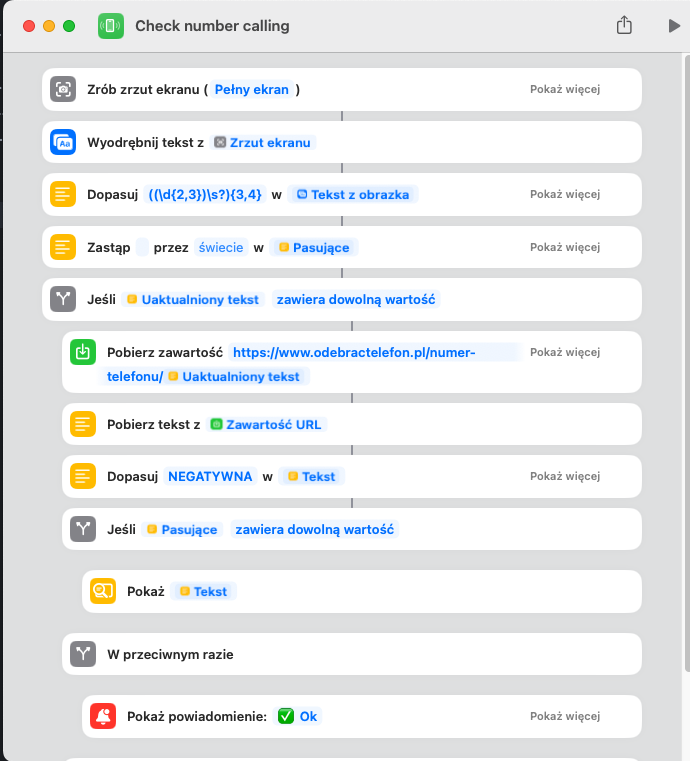 Check number calling
Zrób zrzut ekranu ( Pełny ekran ) Pokaż więcej
Wyodrębnij tekst z Zrzut ekranu
Dopasuj ((\d{2,3})\s?){3,4} w Tekst z obrazka Pokaż więcej
Zastąp przez świecie w Pasujące Pokaż więcej
Jeśli Uaktualniony tekst zawiera dowolną wartość
Pobierz zawartość https://www.odebractelefon.pl/numer- Pokaż więcej
telefonu/ Uaktualniony tekst
Pobierz tekst z Zawartość URL
Dopasuj NEGATYWNA w Tekst Pokaż więcej
Jeśli Pasujące zawiera dowolną wartość
Pokaż Tekst
W przeciwnym razie
Pokaż powiadomienie: ✅ Ok Pokaż więcej